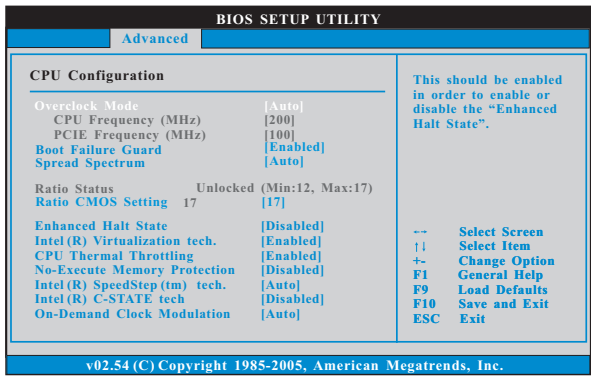 BIOS SETUP UTILITY
Advanced
CPU Configuration
Overclock Mode [Auto]
CPU Frequency (MHz) [200]
PCIE Frequency (MHz) [100]
Boot Failure Guard [Enabled]
Spread Spectrum [Auto]
Ratio Status Unlocked (Min:12, Max:17)
Ratio CMOS Setting 17 [17]
Enhanced Halt State [Disabled]
Intel (R) Virtualization tech. [Enabled]
CPU Thermal Throttling [Enabled]
No-Execute Memory Protection [Disabled]
Intel (R) SpeedStep(tm) tech. [Auto]
Intel (R) C-STATE tech [Disabled]
On-Demand Clock Modulation [Auto]
This should be enabled
in order to enable or
disable the “Enhanced
Halt State”.
←→ Select Screen
↑↓ Select Item
+- Change Option
F1 General Help
F9 Load Defaults
F10 Save and Exit
ESC Exit
v02.54 (C) Copyright 1985-2005, American Megatrends, Inc.